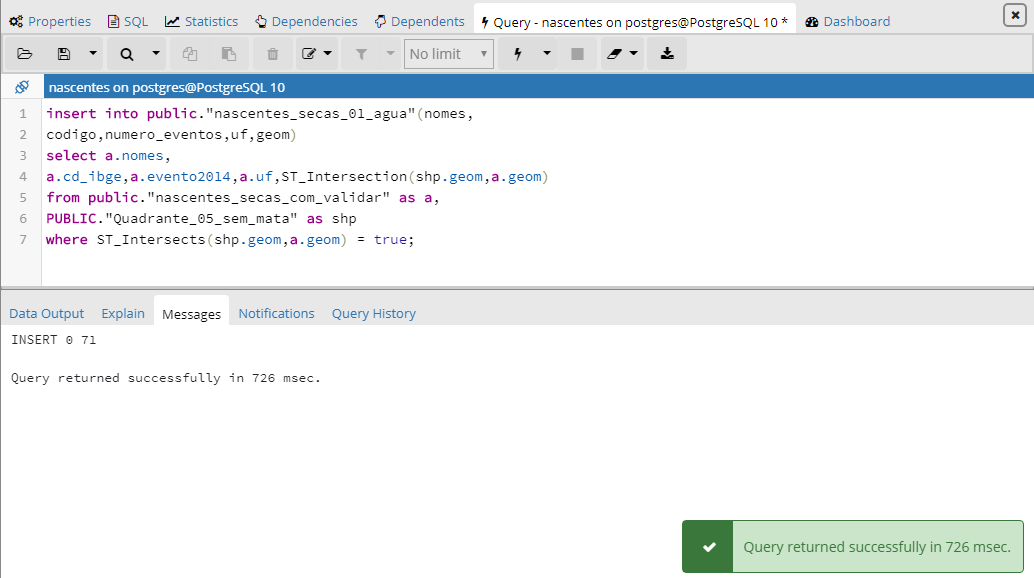 Properties SQL Statistics Dependencies Dependents Query - nascentes on postgres@PostgreSQL 10 * Dashboard
No limit
nascentes on postgres@PostgreSQL 10
1 insert into public."nascentes_secas_01_agua"(nomes,
2 codigo,numero_eventos,uf,geom)
3 select a.nomes,
4 a.cd_ibge,a.evento2014,a.uf,ST_Intersection(shp.geom,a.geom)
5 from public."nascentes_secas_com_validar" as a,
6 PUBLIC."Quadrante_05_sem_mata" as shp
7 where ST_Intersects(shp.geom,a.geom) = true;
Data Output Explain Messages Notifications Query History
INSERT 0 71
Query returned successfully in 726 msec.
Query returned successfully in 726 msec.